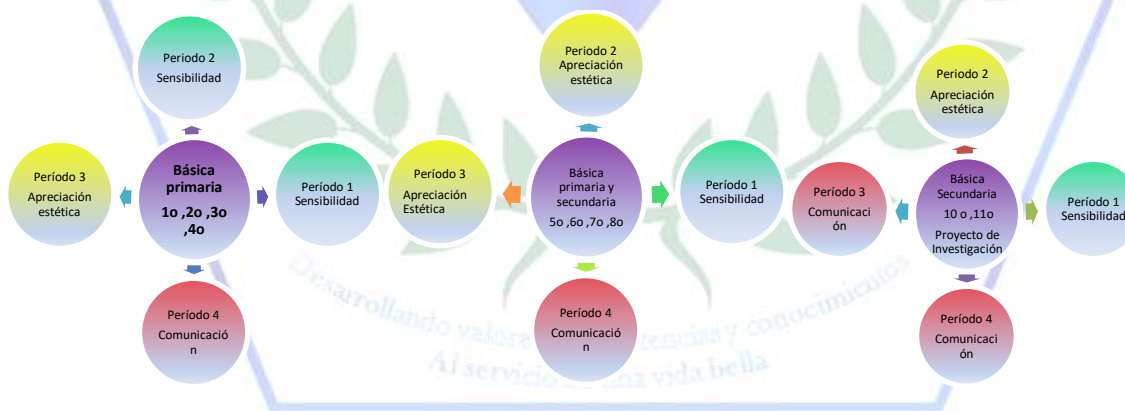 Periodo 2
Sensibilidad
Período 3
Apreciación
estética
Básica
primaria
1o ,2o ,3o
,4o
Período 1
Sensibilidad
Período 4
Comunicació
n
Periodo 2
Apreciación
estética
Período 3
Apreciación
Estética
Básica
primaria y
secundaria
5o ,6o ,7o ,8o
Período 1
Sensibilidad
Período 4
Comunicació
n
Periodo 2
Apreciación
estética
Período 3
Comunicaci
ón
Básica
Secundaria
10 o ,11o
Proyecto de
Investigación
Período 1
Sensibilidad
Período 4
Comunicaci
ón
Desarrollando valore tencias y conocimientos
Al servicio una vida bella